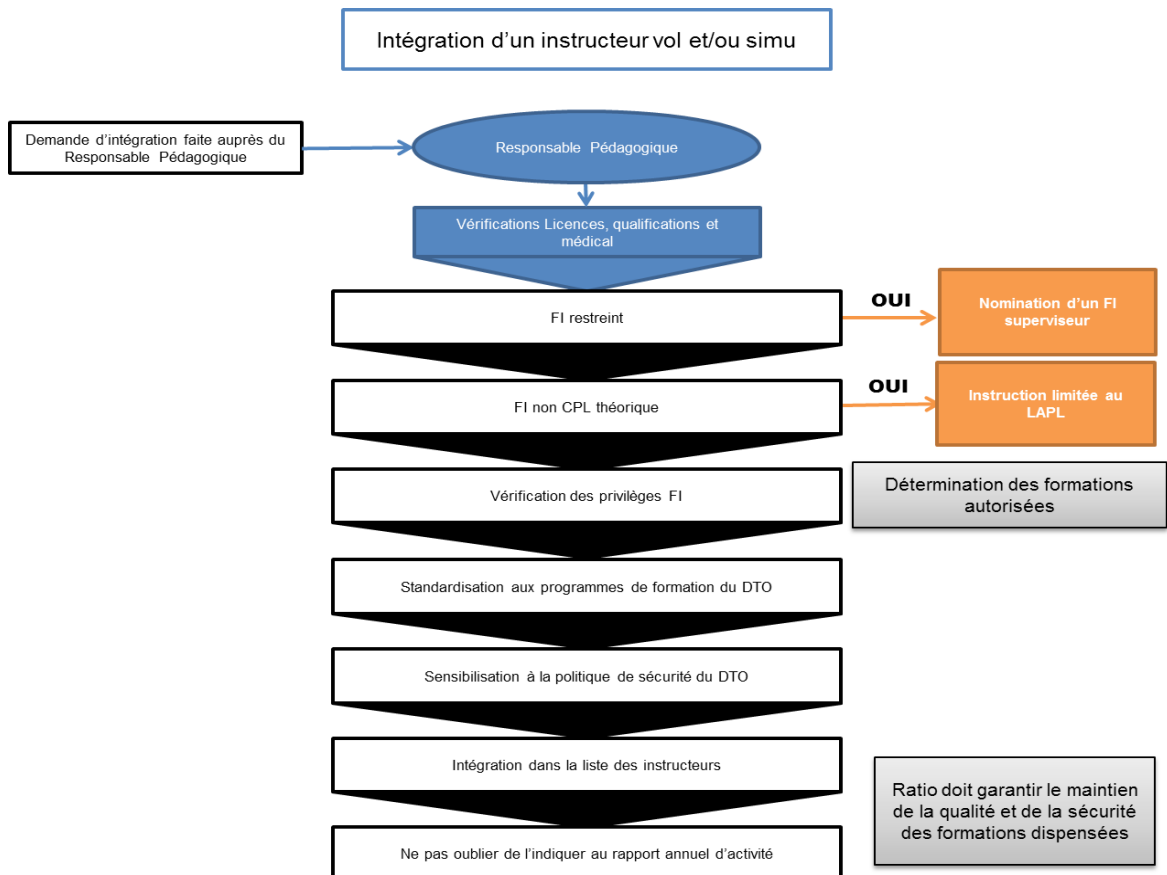 Intégration d'un instructeur vol et/ou simu
Demande d'intégration faite auprès du
Responsable Pédagogique
Responsable Pédagogique
Vérifications Licences, qualifications et
médical
FI restreint
OUI
Nomination d'un FI
superviseur
FI non CPL théorique
OUI
Instruction limitée au
LAPL
Vérification des privilèges FI
Détermination des formations
autorisées
Standardisation aux programmes de formation du DTO
Sensibilisation à la politique de sécurité du DTO
Intégration dans la liste des instructeurs
Ratio doit garantir le maintien
de la qualité et de la sécurité
des formations dispensées
Ne pas oublier de l'indiquer au rapport annuel d'activité